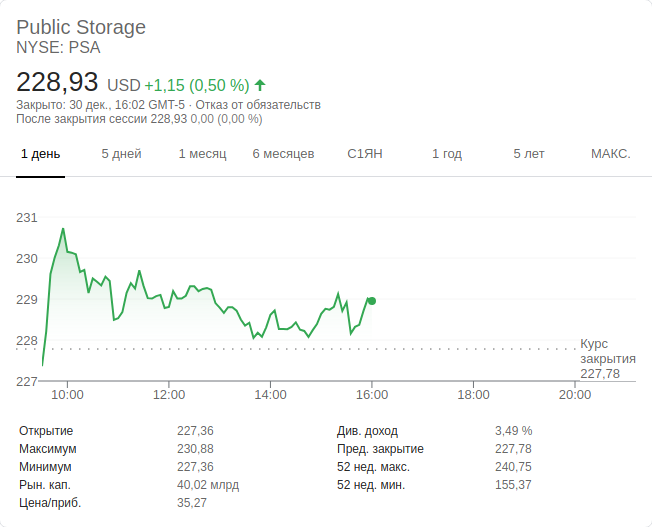 Public Storage
NYSE: PSA
228,93 USD +1,15 (0,50 %)
Закрыто: 30 дек., 16:02 GMT-5 · Отказ от обязательств
После закрытия сессии 228,93 0,00 (0,00 %)
1 день 5 дней 1 месяц 6 месяцев С1ЯН 1 год 5 лет МАКС.
231
230
229
228
227
Курс
закрытия
227,78
10:00 12:00 14:00 16:00 18:00 20:00
Открытие 227,36 Див. доход 3,49 %
Максимум 230,88 Пред. закрытие 227,78
Минимум 227,36 52 нед. макс. 240,75
Рын. кап. 40,02 млрд 52 нед. мин. 155,37
Цена/приб. 35,27